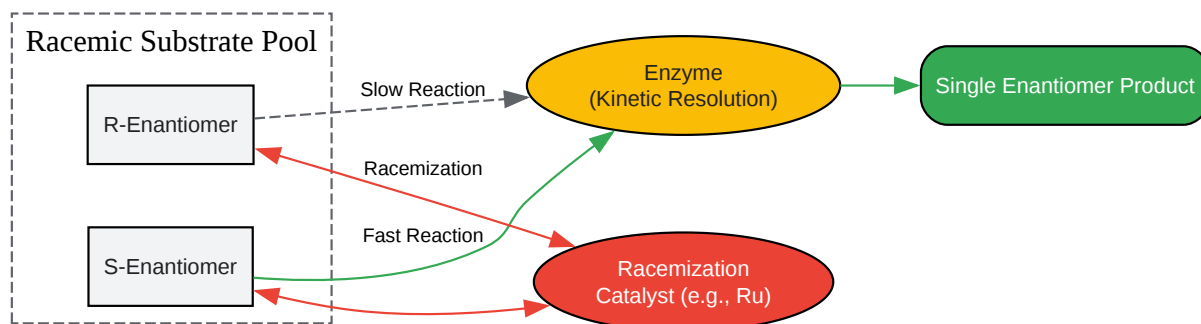 Racemic Substrate Pool
R-Enantiomer
S-Enantiomer
Slow Reaction
Racemization
Fast Reaction
Enzyme
(Kinetic Resolution)
Racemization
Catalyst (e.g., Ru)
Single Enantiomer Product